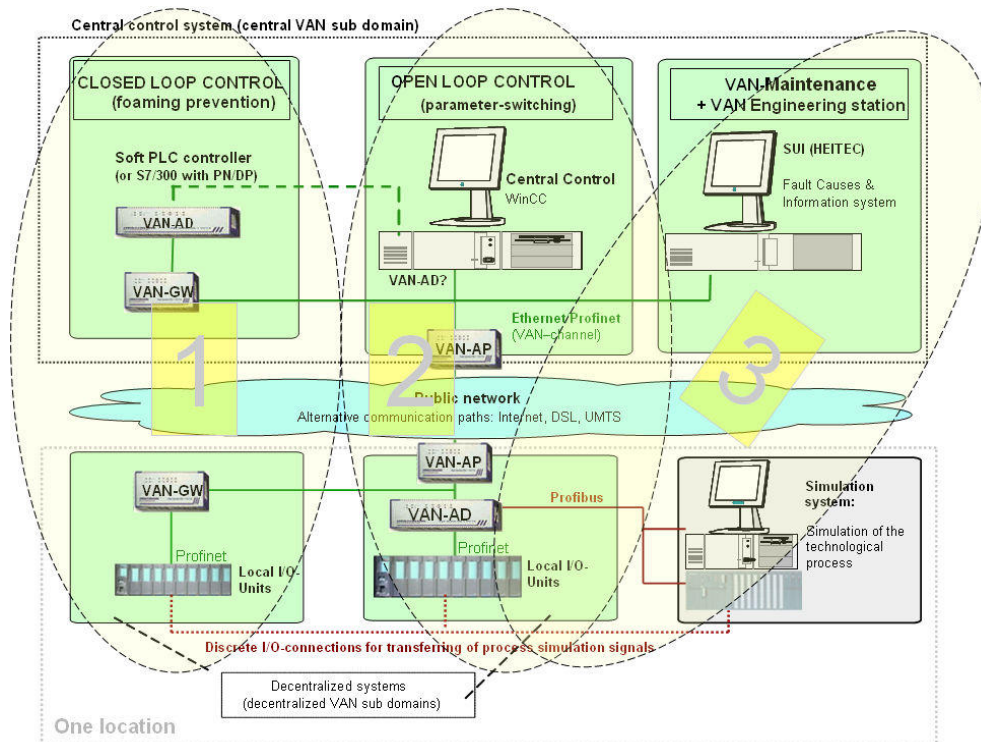 Central control system (central VAN sub domain)
CLOSED LOOP CONTROL
(foaming prevention)
OPEN LOOP CONTROL
(parameter-switching)
VAN-Maintenance
+ VAN Engineering station
Soft PLC controller
(or S7/300 with PN/DP)
VAN-AD
VAN-GW
Central Control
WinCC
VAN-AD?
SUI (HEITEC)
Fault Causes &
Information system
Ethernet/Profinet
(VAN–channel)
VAN-AP
1
2
3
Public network
Alternative communication paths: Internet, DSL, UMTS
VAN-GW
Profinet
Local I/O-
Units
VAN-AP
VAN-AD
Profinet
Local I/O-
Units
Profibus
Simulation
system:
Simulation of the
technological
process
Discrete I/O-connections for transferring of process simulation signals
Decentralized systems
(decentralized VAN sub domains)
One location